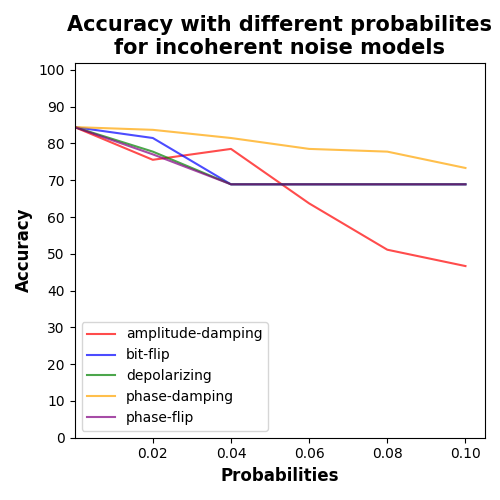 Accuracy with different probabilites
for incoherent noise models
Accuracy
100
90
80
70
60
50
40
30
20
10
0
amplitude-damping
bit-flip
depolarizing
phase-damping
phase-flip
0.02 0.04 0.06 0.08 0.10
Probabilities